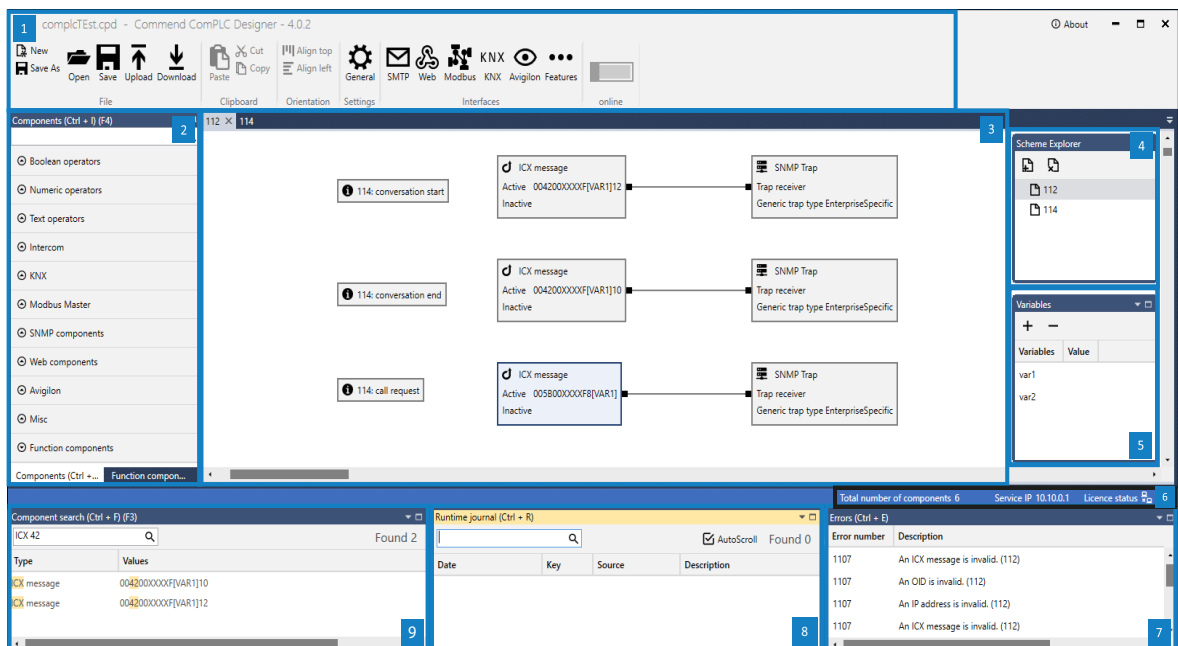 1
complcTEst.cpd - Commend ComPLC Designer - 4.0.2
About
New
Save As
Open
Save
Upload
Download
File
Paste
Cut
Copy
Clipboard
Align top
Align left
Orientation
General
Settings
SMTP
Web
Modbus
KNX
KNX
Avigilon
Features
Interfaces
online
Components (Ctrl + I) (F4)
2
Boolean operators
Numeric operators
Text operators
Intercom
KNX
Modbus Master
SNMP components
Web components
Avigilon
Misc
Function components
Components (Ctrl +...
Function compon...
112
114
3
114: conversation start
ICX message
Active 004200XXXXF[VAR1]12
Inactive
SNMP Trap
Trap receiver
Generic trap type EnterpriseSpecific
114: conversation end
ICX message
Active 004200XXXXF[VAR1]10
Inactive
SNMP Trap
Trap receiver
Generic trap type EnterpriseSpecific
114: call request
ICX message
Active 005B00XXXXF8[VAR1]
Inactive
SNMP Trap
Trap receiver
Generic trap type EnterpriseSpecific
Scheme Explorer
4
112
114
Variables
Variables Value
var1
var2
5
Total number of components 6
Service IP 10.10.0.1
Licence status
6
Component search (Ctrl + F) (F3)
ICX 42
Found 2
Type Values
ICX message 004200XXXXF[VAR1]10
ICX message 004200XXXXF[VAR1]12
9
Runtime journal (Ctrl + R)
AutoScroll
Found 0
Date Key Source Description
8
Errors (Ctrl + E)
Error number Description
1107 An ICX message is invalid. (112)
1107 An OID is invalid. (112)
1107 An IP address is invalid. (112)
1107 An ICX message is invalid. (112)
7